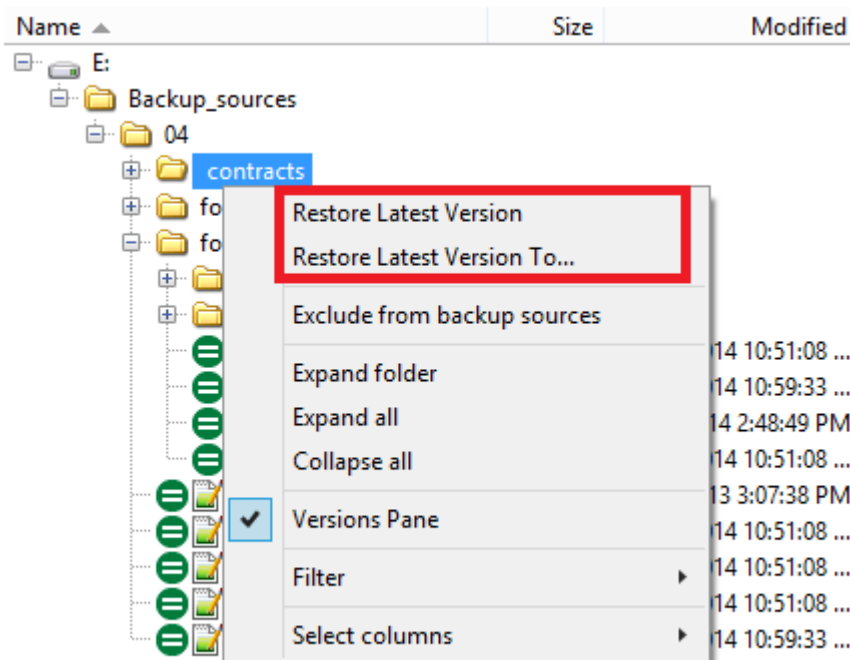 Name Size Modified
E:
Backup_sources
04
contracts
fo
Restore Latest Version
fo
Restore Latest Version To...
Exclude from backup sources
14 10:51:08 ...
Expand folder
14 10:59:33 ...
Expand all
14 2:48:49 PM
Collapse all
14 10:51:08 ...
13 3:07:38 PM
Versions Pane
14 10:51:08 ...
Filter
14 10:51:08 ...
14 10:51:08 ...
Select columns
14 10:59:33 ...